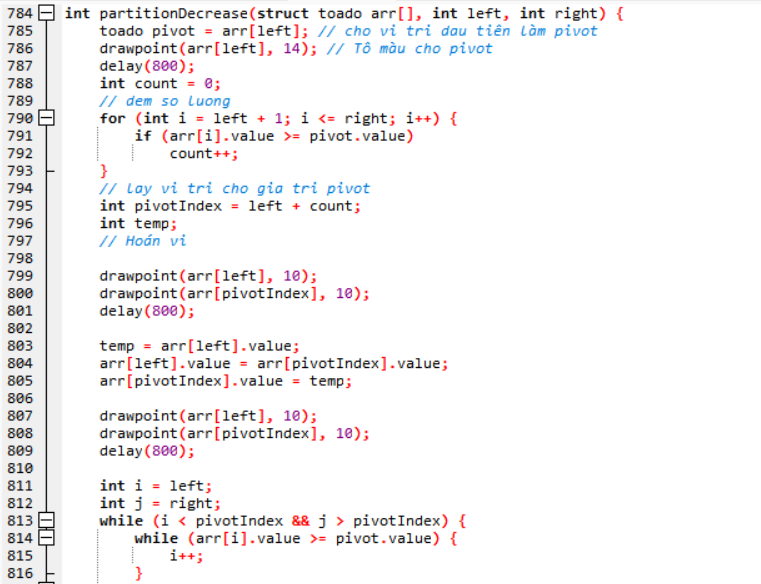 784 int partitionDecrease(struct toado arr[], int left, int right) {
785 toado pivot = arr[left]; // cho vi tri dau tiên làm pivot
786 drawpoint(arr[left], 14); // Tô màu cho pivot
787 delay(800);
788 int count = 0;
789 // dem so luong
790 for (int i = left + 1; i <= right; i++) {
791 if (arr[i].value >= pivot.value)
792 count++;
793 }
794 // Lay vi tri cho gia tri pivot
795 int pivotIndex = left + count;
796 int temp;
797 // Hoán vi
798
799 drawpoint(arr[left], 10);
800 drawpoint(arr[pivotIndex], 10);
801 delay(800);
802
803 temp = arr[left].value;
804 arr[left].value = arr[pivotIndex].value;
805 arr[pivotIndex].value = temp;
806
807 drawpoint(arr[left], 10);
808 drawpoint(arr[pivotIndex], 10);
809 delay(800);
810
811 int i = left;
812 int j = right;
813 while (i < pivotIndex && j > pivotIndex) {
814 while (arr[i].value >= pivot.value) {
815 i++;
816 }